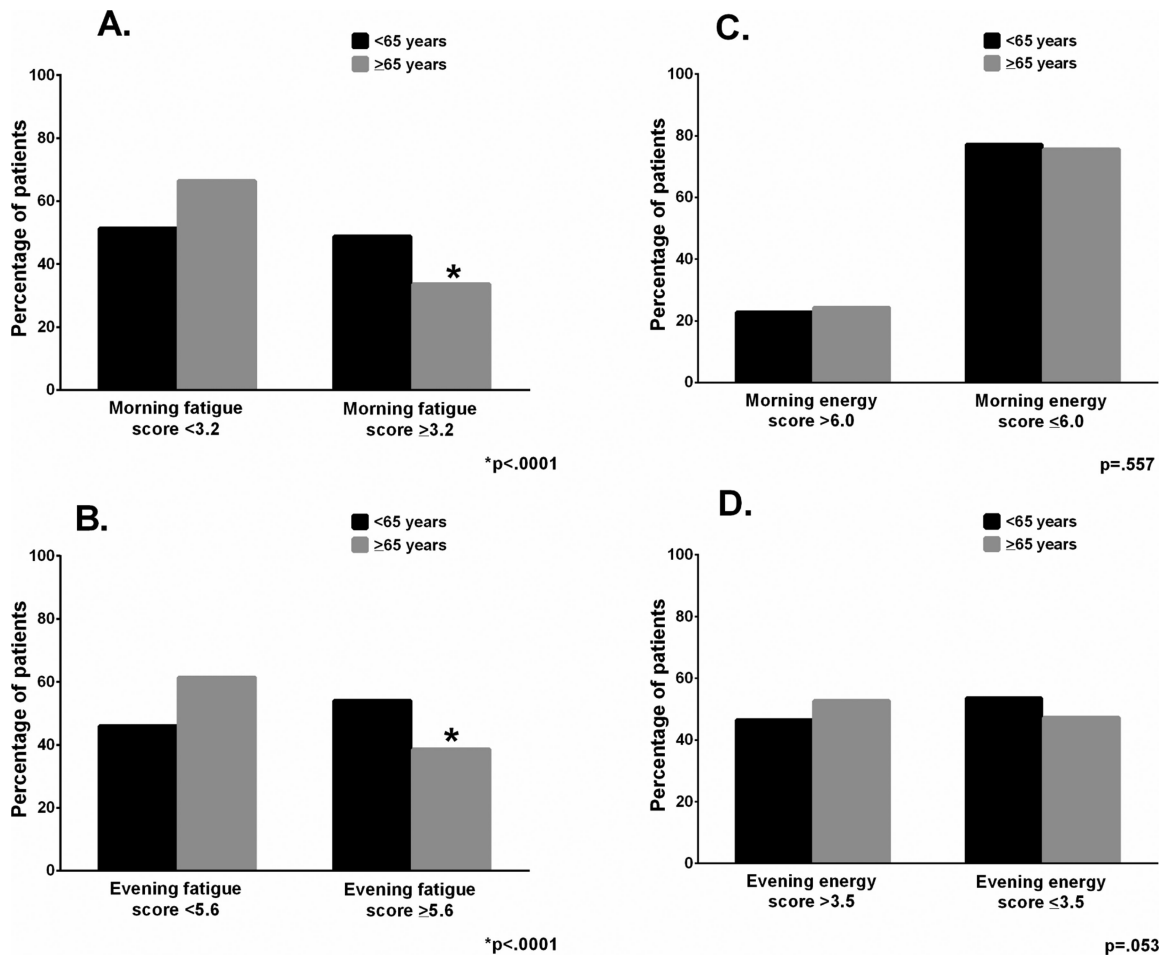 A.
<65 years
≥65 years
Percentage of patients
100
80
60
40
20
0
*
Morning fatigue
score <3.2
Morning fatigue
score ≥3.2
*p<.0001
B.
<65 years
≥65 years
Percentage of patients
100
80
60
40
20
0
*
Evening fatigue
score <5.6
Evening fatigue
score ≥5.6
*p<.0001
C.
<65 years
≥65 years
Percentage of patients
100
80
60
40
20
0
Morning energy
score >6.0
Morning energy
score ≤6.0
p=.557
D.
<65 years
≥65 years
Percentage of patients
100
80
60
40
20
0
Evening energy
score >3.5
Evening energy
score ≤3.5
p=.053